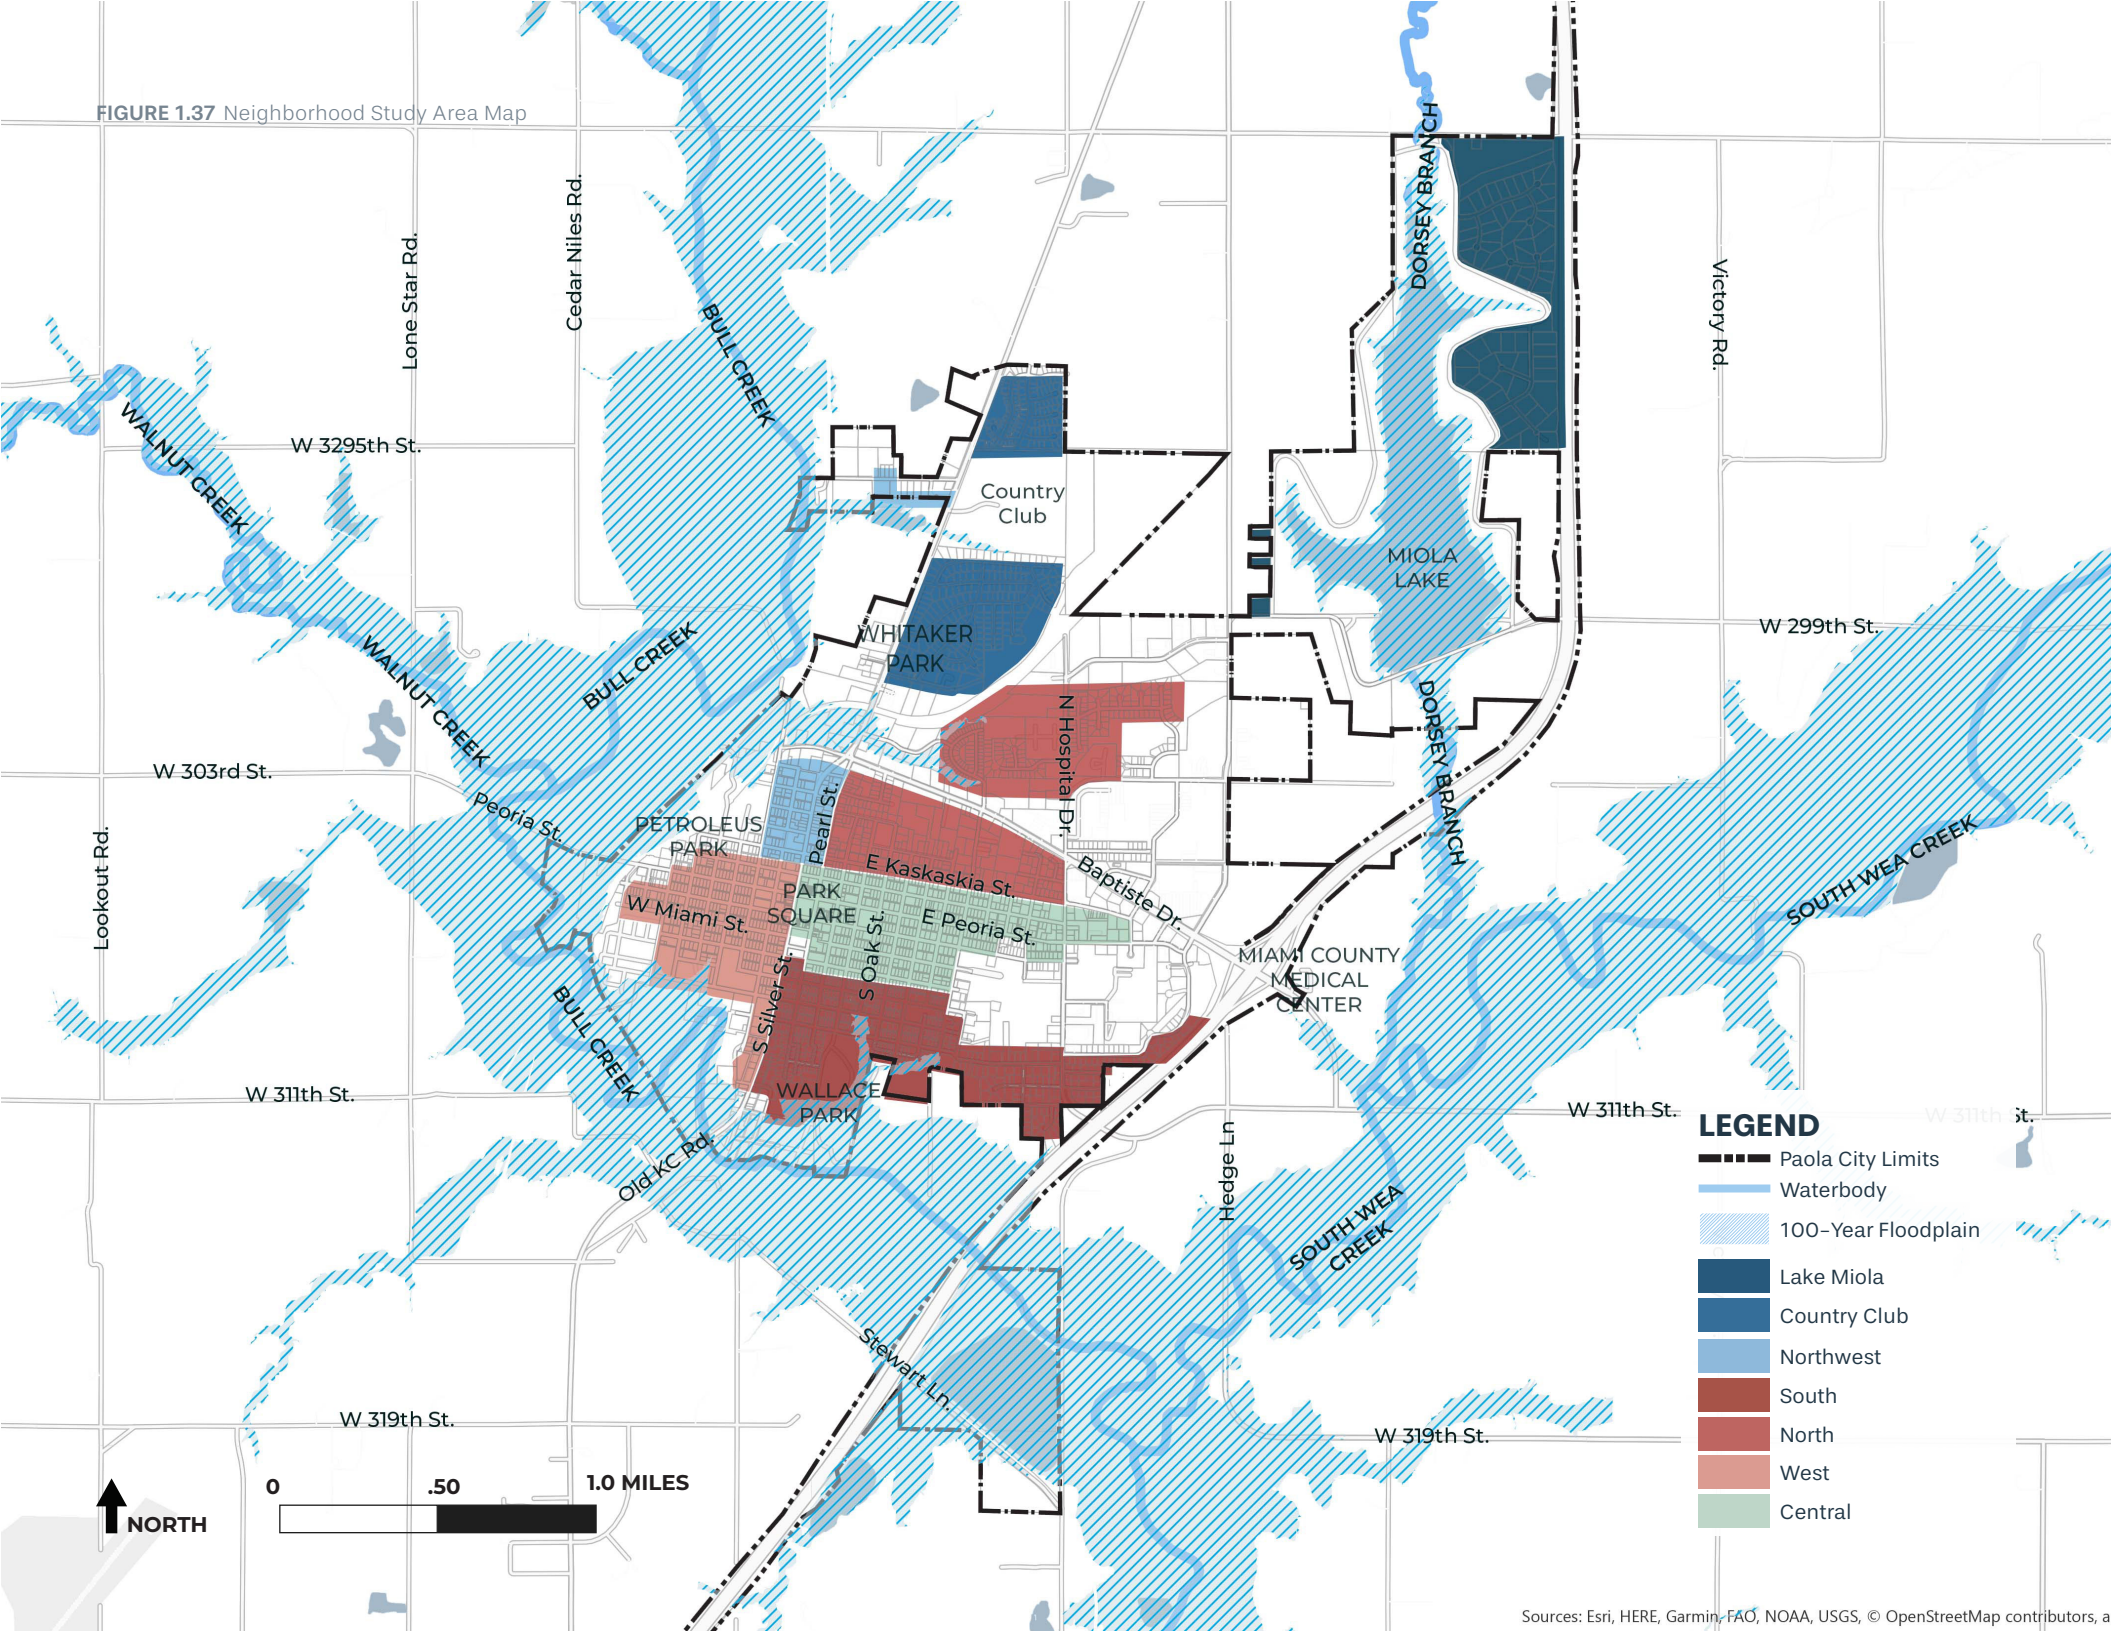 FIGURE 1.37 Neighborhood Study Area Map
DORSEY BRANCH
Cedar Niles Rd.
Lone Star Rd.
Victory Rd.
BULL CREEK
WALNUT CREEK
W 3295th St.
Country
Club
MIOLA
LAKE
WHITAKER
PARK
W 299th St.
BULL CREEK
WALNUT CREEK
DORSEY BRANCH
N Hospital Dr.
W 303rd St.
Peoria St.
PETROLEUS
PARK
Pearl St.
E Kaskaskia St.
Baptiste Dr.
SOUTH WEA CREEK
Lookout Rd.
PARK
SQUARE
W Miami St.
E Peoria St.
S Oak St.
S Silver St.
MIAMI COUNTY
MEDICAL
CENTER
BULL CREEK
WALLACE
PARK
W 311th St.
W 311th St.
W 311th St.
Old KC Rd.
Hedge Ln
SOUTH WEA
CREEK
Stewart Ln.
W 319th St.
W 319th St.
LEGEND
Paola City Limits
Waterbody
100-Year Floodplain
Lake Miola
Country Club
Northwest
South
North
West
Central
0 .50 1.0 MILES
NORTH
Sources: Esri, HERE, Garmin, FAO, NOAA, USGS, © OpenStreetMap contributors, a